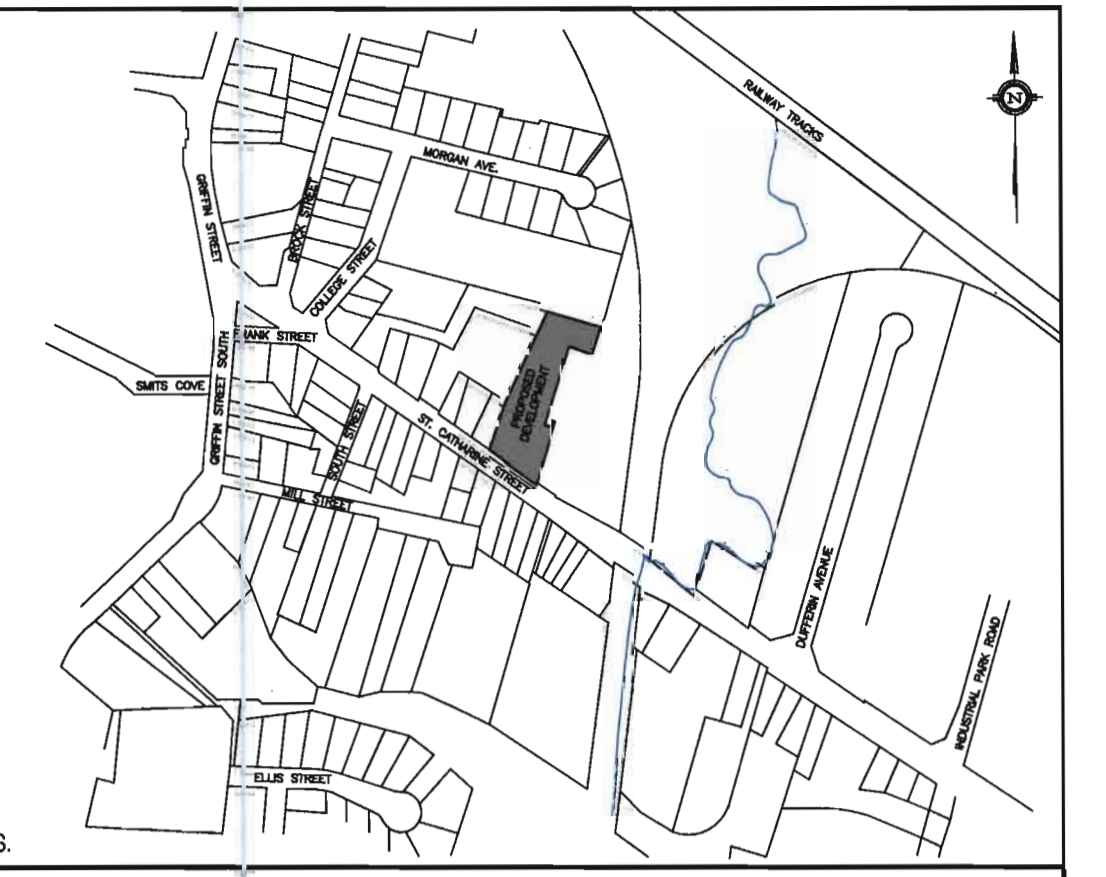 RAILWAY TRACKS
N
MORGAN AVE.
GRIFFIN STREET
BROCK STREET
COLLEGE STREET
RANK STREET
GRIFFIN STREET SOUTH
SMITS COVE
PROPOSED
DEVELOPMENT
ST. CATHARINE STREET
SOUTH STREET
MILL STREET
DUFFERIN AVENUE
INDUSTRIAL PARK ROAD
ELLIS STREET
S.